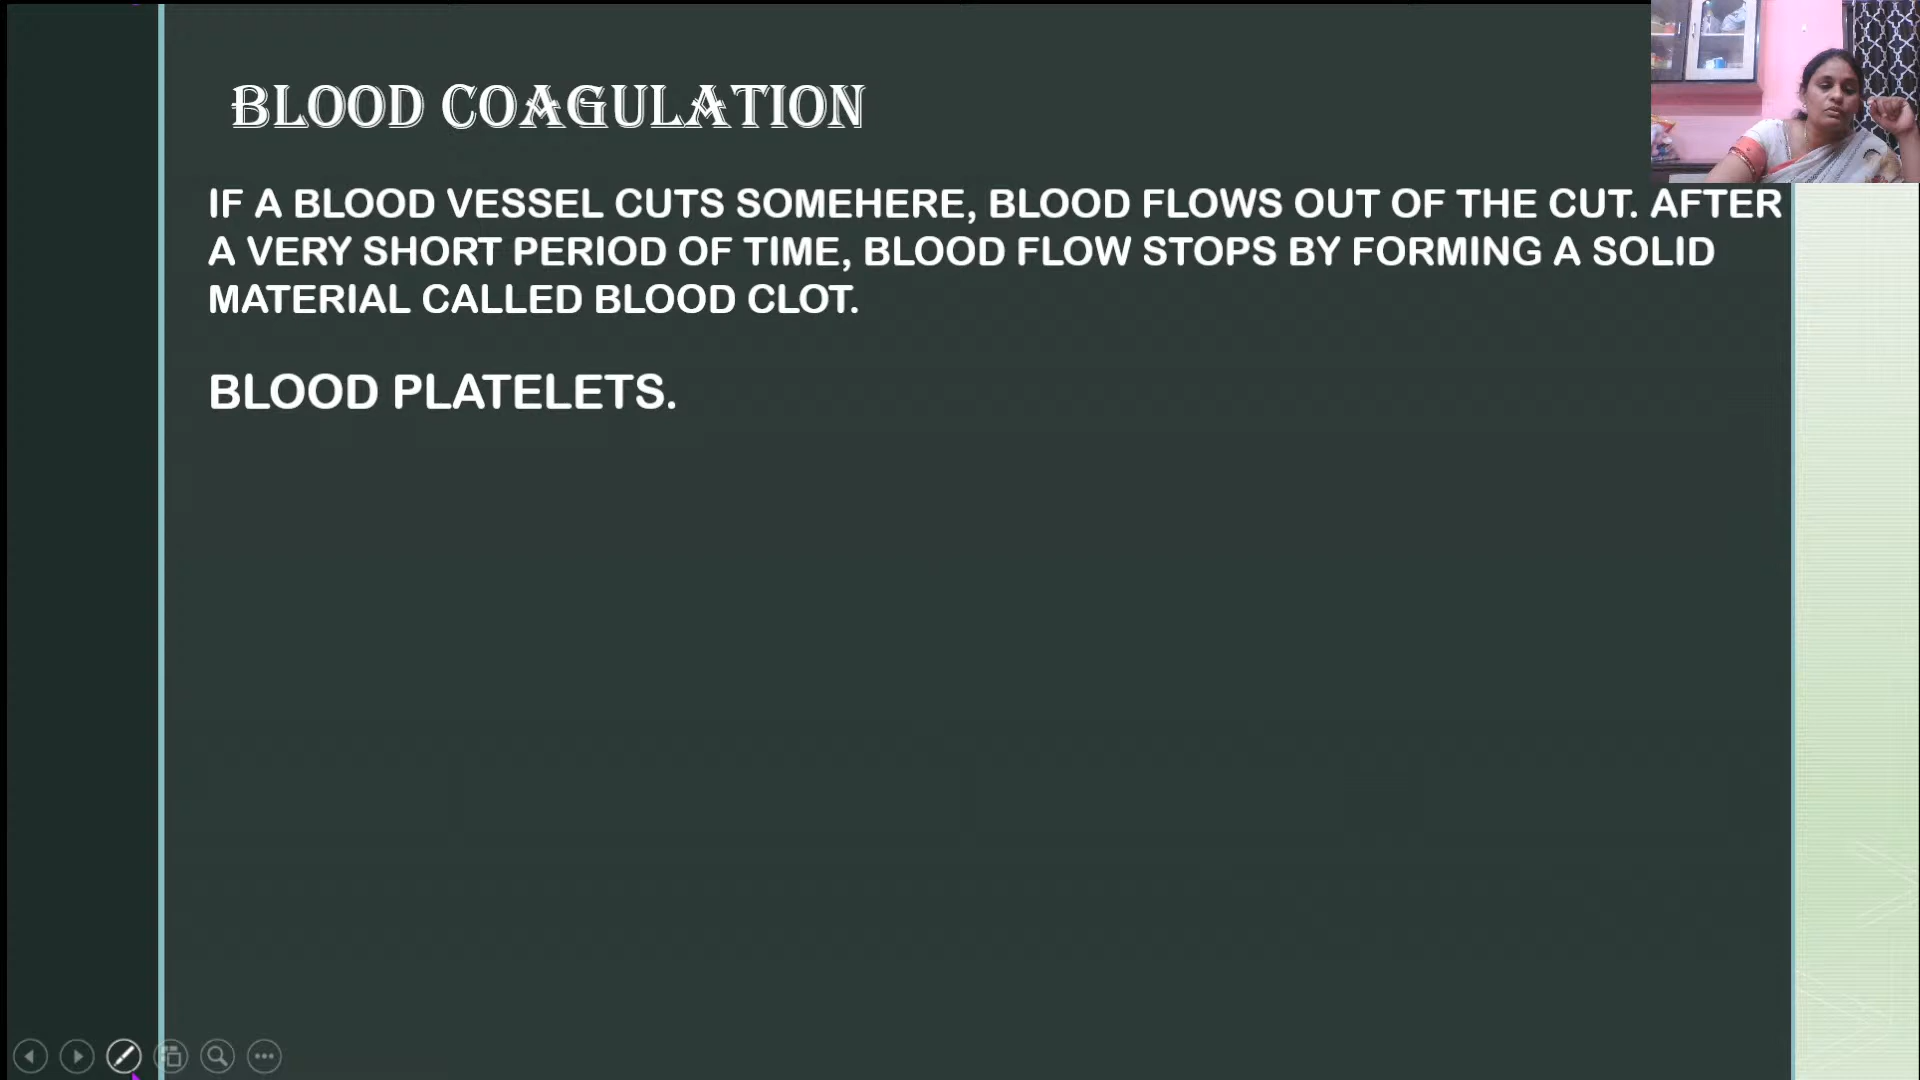 BLOOD COAGULATION
IF A BLOOD VESSEL CUTS SOMEHERE, BLOOD FLOWS OUT OF THE CUT. AFTER
A VERY SHORT PERIOD OF TIME, BLOOD FLOW STOPS BY FORMING A SOLID
MATERIAL CALLED BLOOD CLOT.
BLOOD PLATELETS.